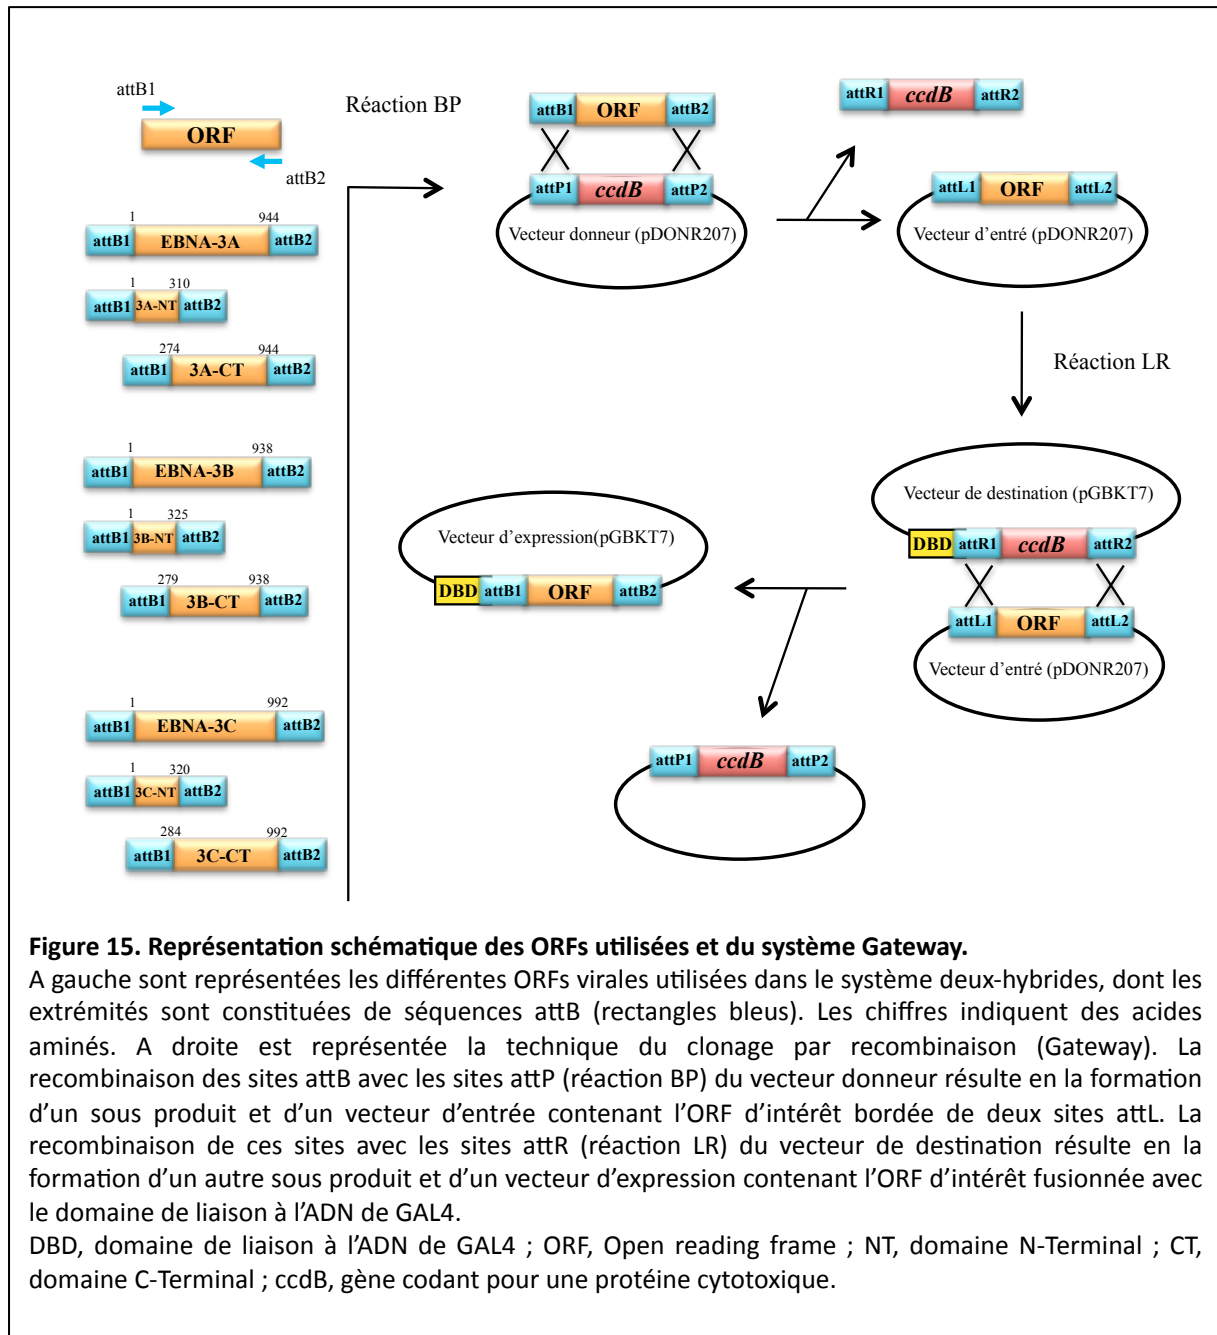 attB1
ORF
attB2
1 944
attB1 EBNA-3A attB2
1 310
attB1 3A-NT attB2
274 944
attB1 3A-CT attB2
1 938
attB1 EBNA-3B attB2
1 325
attB1 3B-NT attB2
279 938
attB1 3B-CT attB2
1 992
attB1 EBNA-3C attB2
1 320
attB1 3C-NT attB2
284 992
attB1 3C-CT attB2
Réaction BP
attB1 ORF attB2
attP1 ccdB attP2
Vecteur donneur (pDONR207)
attR1 ccdB attR2
attL1 ORF attL2
Vecteur d'entré (pDONR207)
Réaction LR
Vecteur de destination (pGBKT7)
DBD attR1 ccdB attR2
attL1 ORF attL2
Vecteur d'entré (pDONR207)
Vecteur d'expression(pGBKT7)
DBD attB1 ORF attB2
attP1 ccdB attP2
Figure 15. Représentation schématique des ORFs utilisées et du système Gateway.
A gauche sont représentées les différentes ORFs virales utilisées dans le système deux-hybrides, dont les
extrémités sont constituées de séquences attB (rectangles bleus). Les chiffres indiquent des acides
aminés. A droite est représentée la technique du clonage par recombinaison (Gateway). La
recombinaison des sites attB avec les sites attP (réaction BP) du vecteur donneur résulte en la formation
d'un sous produit et d'un vecteur d'entrée contenant l'ORF d'intérêt bordée de deux sites attL. La
recombinaison de ces sites avec les sites attR (réaction LR) du vecteur de destination résulte en la
formation d'un autre sous produit et d'un vecteur d'expression contenant l'ORF d'intérêt fusionnée avec
le domaine de liaison à l'ADN de GAL4.
DBD, domaine de liaison à l'ADN de GAL4 ; ORF, Open reading frame ; NT, domaine N-Terminal ; CT,
domaine C-Terminal ; ccdB, gène codant pour une protéine cytotoxique.